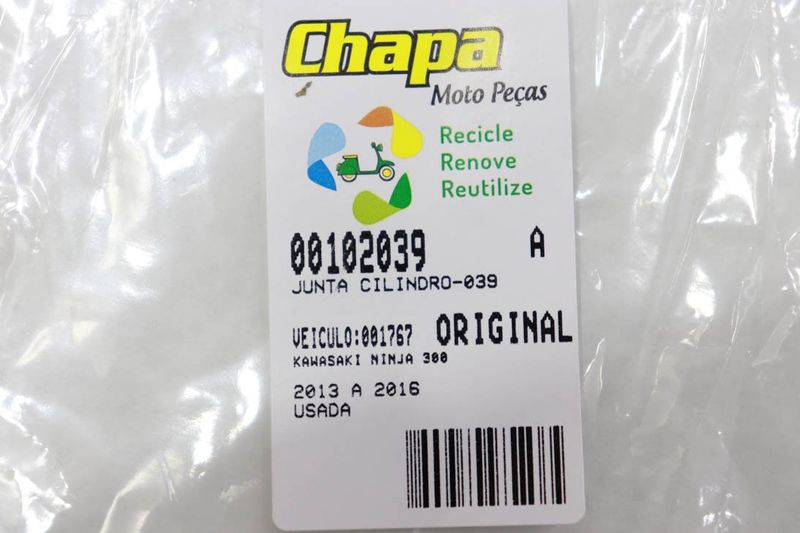 Chapa
Moto Peças
Recicle
Renove
Reutilize
00102039 A
JUNTA CILINDRO-039
VEICULO:001767 ORIGINAL
KAWASAKI NINJA 300
2013 A 2016
USADA